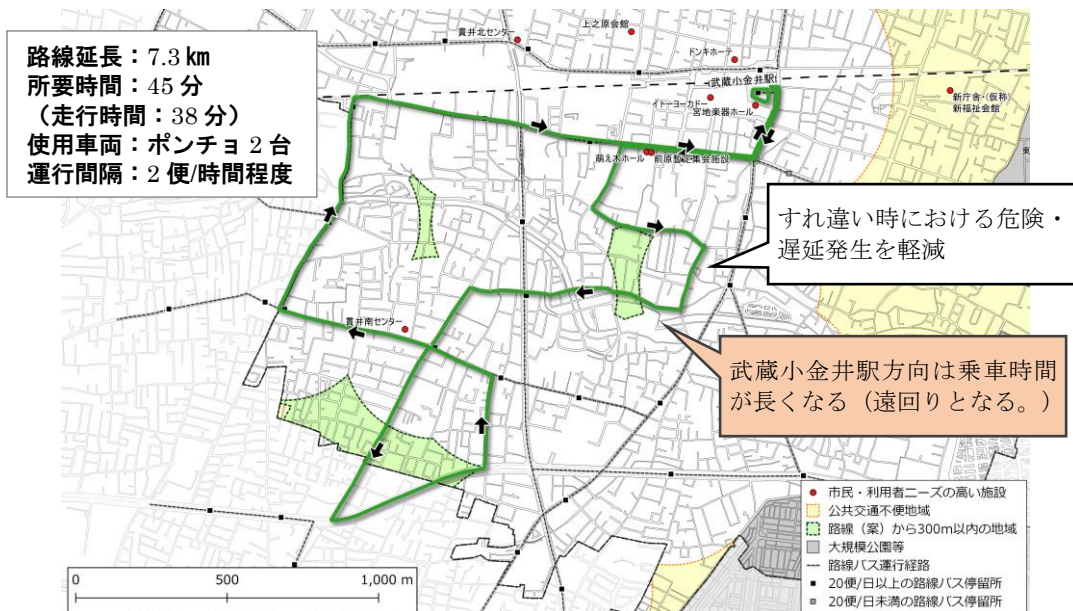 路線延長：7.3 km
所要時間：45 分
（走行時間：38 分）
使用車両：ポンチョ 2 台
運行間隔：2 便/時間程度
上之原会館
貫井北センター
ドンキホーテ
武蔵小金井駅
イトーヨーカドー
宮地楽器ホール
新庁舎・(仮称)
新福祉会館
東
萌え木ホール
前原暫定集会施設
すれ違い時における危険・
遅延発生を軽減
貫井南センター
武蔵小金井駅方向は乗車時間
が長くなる（遠回りとなる。）
市民・利用者ニーズの高い施設
公共交通不便地域
路線（案）から300m以内の地域
大規模公園等
路線バス運行経路
20便/日以上の路線バス停留所
20便/日未満の路線バス停留所
0 500 1,000 m